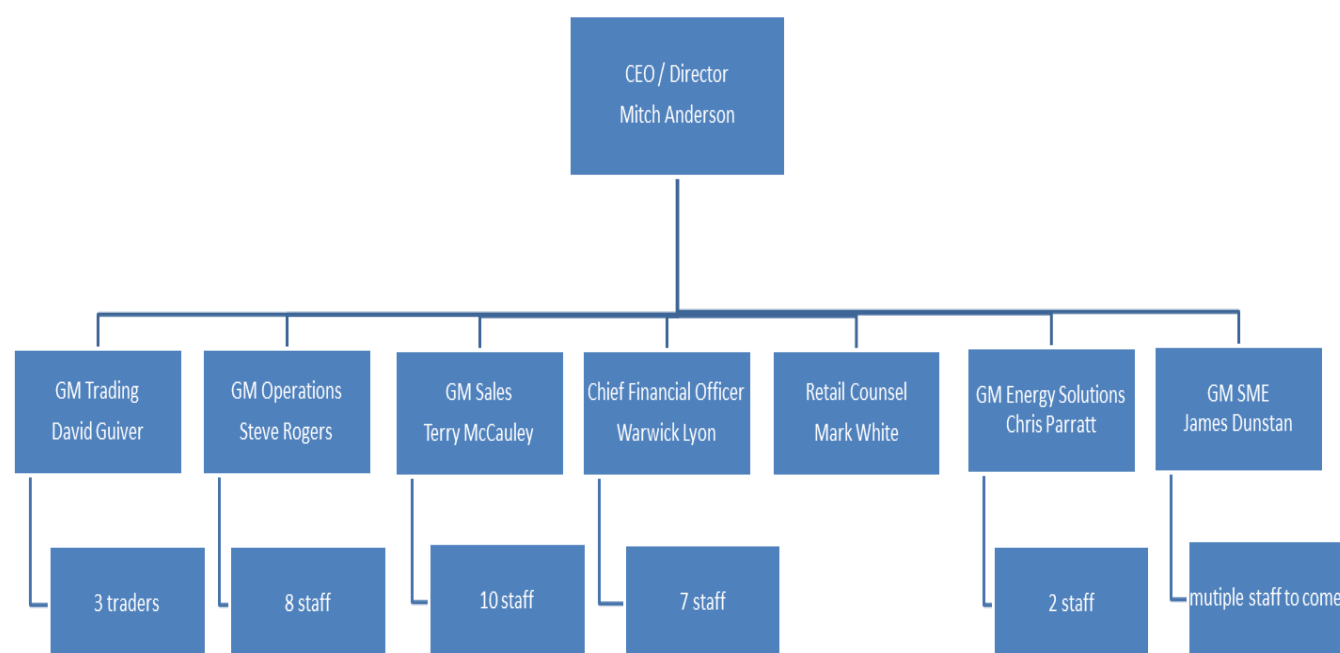 CEO / Director
Mitch Anderson
GM Trading
David Guiver
GM Operations
Steve Rogers
GM Sales
Terry McCauley
Chief Financial Officer
Warwick Lyon
Retail Counsel
Mark White
GM Energy Solutions
Chris Parratt
GM SME
James Dunstan
3 traders
8 staff
10 staff
7 staff
2 staff
mutiple staff to come